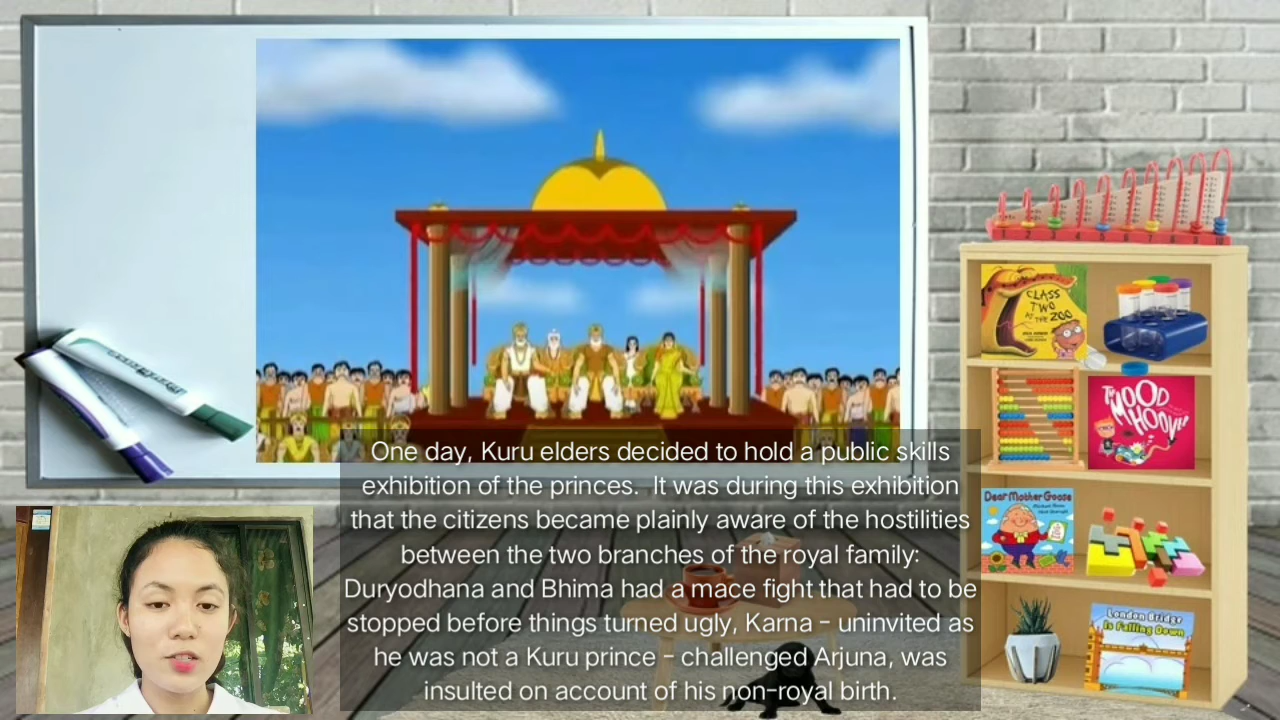 CLASS
TWO
AT THE ZOO
THE MOOD
HOOVER
Dear Mother Goose
London Bridge
Is Falling Down
One day, Kuru elders decided to hold a public skills
exhibition of the princes.  It was during this exhibition
that the citizens became plainly aware of the hostilities
between the two branches of the royal family:
Duryodhana and Bhima had a mace fight that had to be
stopped before things turned ugly, Karna – uninvited as
he was not a Kuru prince – challenged Arjuna, was
insulted on account of his non-royal birth.